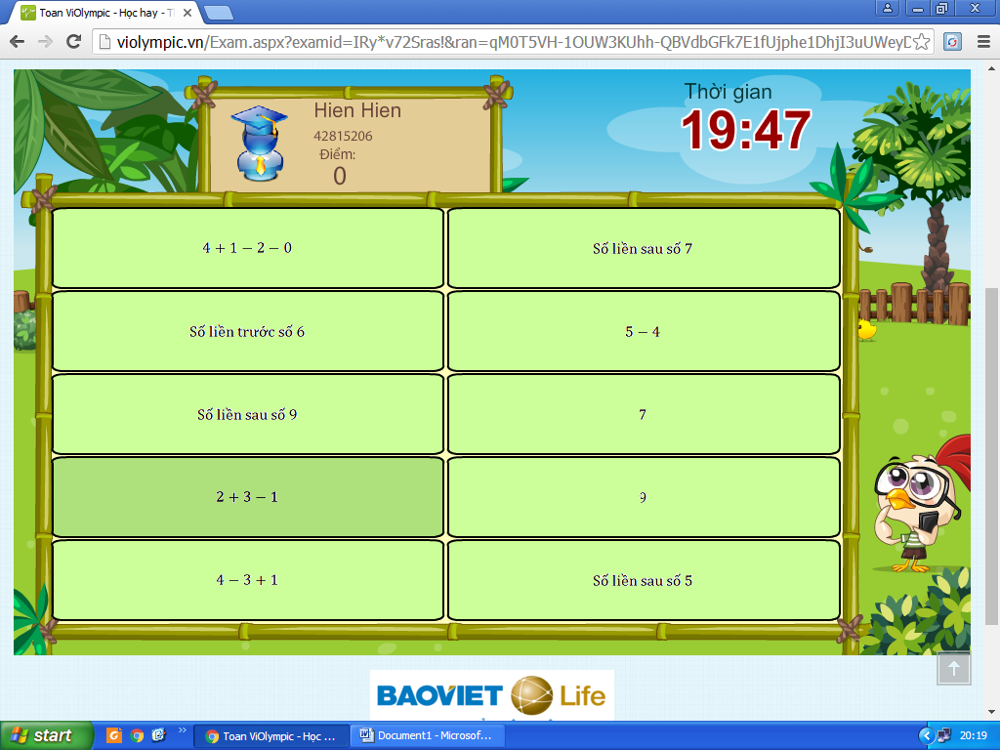 Toan ViOlympic - Học hay - T
violympic.vn/Exam.aspx?examid=IRy*v72Sras!&ran=qM0T5VH-1OUW3KUhh-QBVdbGFk7E1fUjphe1DhjI3uUWeyD
Hien Hien
42815206
Điểm:
0
Thời gian
19:47
4 + 1 − 2 − 0
Số liền sau số 7
Số liền trước số 6
5 − 4
Số liền sau số 9
7
2 + 3 − 1
9
4 − 3 + 1
Số liền sau số 5
BAOVIET Life
start
Toan ViOlympic - Học ...
Document1 - Microsof...
20:19